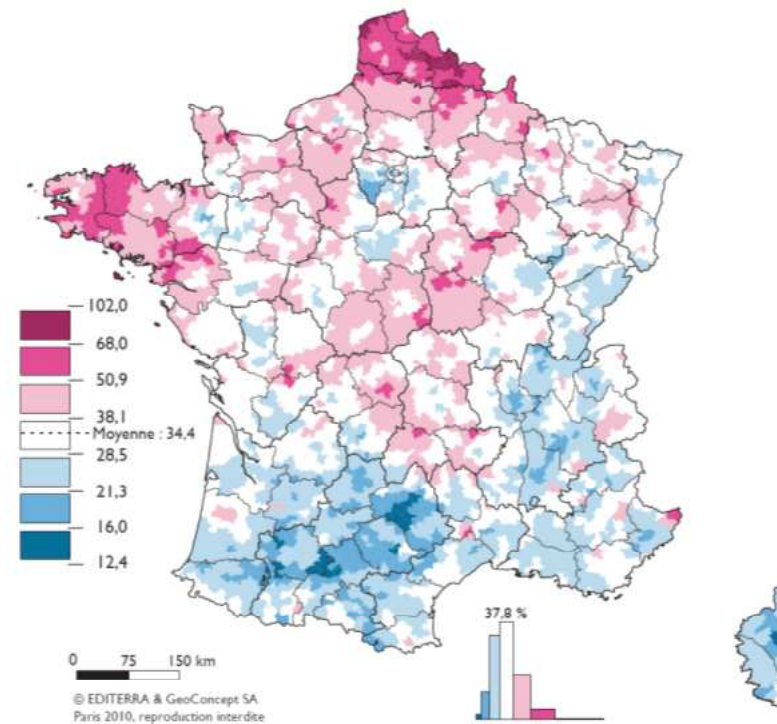 102,0
68,0
50,9
38,1
Moyenne : 34,4
28,5
21,3
16,0
12,4
37,8 %
0 75 150 km
© EDITERRA & GeoConcept SA
Paris 2010, reproduction interdite